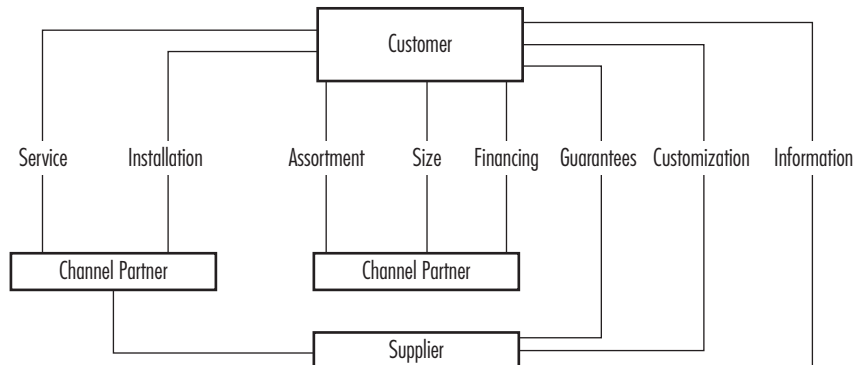 Customer
Service Installation Assortment Size Financing Guarantees Customization Information
Channel Partner Channel Partner
Supplier